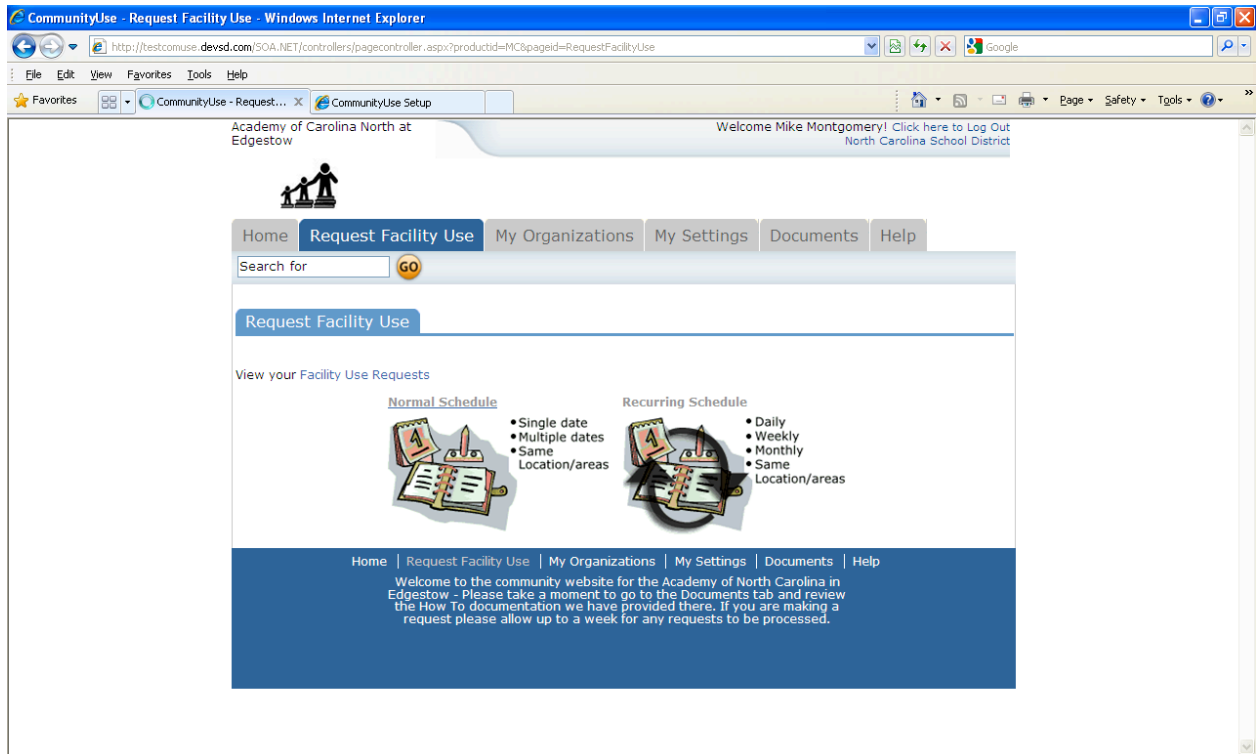 CommunityUse - Request Facility Use - Windows Internet Explorer
http://testcomuse.devsd.com/SOA.NET/controllers/pagecontroller.aspx?productid=MC&pageid=RequestFacilityUse
Google
File Edit View Favorites Tools Help
Favorites CommunityUse - Request... X CommunityUse Setup
Page Safety Tools »
Academy of Carolina North at
Edgestow
Welcome Mike Montgomery! Click here to Log Out
North Carolina School District
Home Request Facility Use My Organizations My Settings Documents Help
Search for GO
Request Facility Use
View your Facility Use Requests
Normal Schedule
•Single date
•Multiple dates
•Same
Location/areas
Recurring Schedule
•Daily
•Weekly
•Monthly
•Same
Location/areas
Home | Request Facility Use | My Organizations | My Settings | Documents | Help
Welcome to the community website for the Academy of North Carolina in
Edgestow - Please take a moment to go to the Documents tab and review
the How To documentation we have provided there. If you are making a
request please allow up to a week for any requests to be processed.